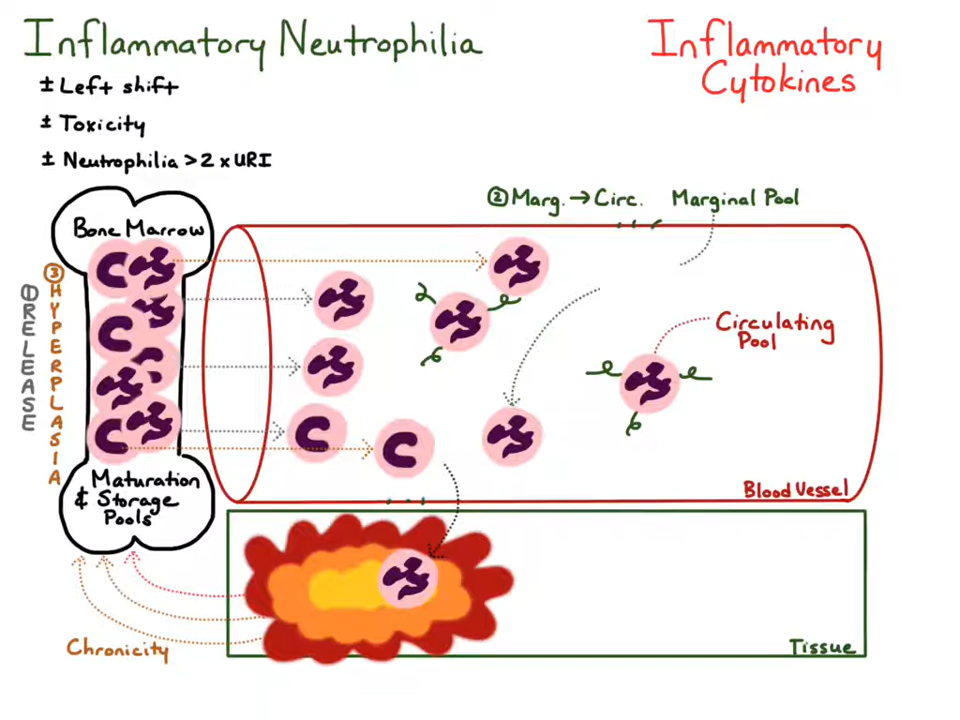 Inflammatory Neutrophilia
Inflammatory
Cytokines
± Left shift
± Toxicity
± Neutrophilia > 2 x URI
② Marg. → Circ.
Marginal Pool
Bone Marrow
① RELEASE
③ HYPERPLASIA
Circulating
Pool
Maturation
& Storage
Pools
Blood Vessel
Chronicity
Tissue